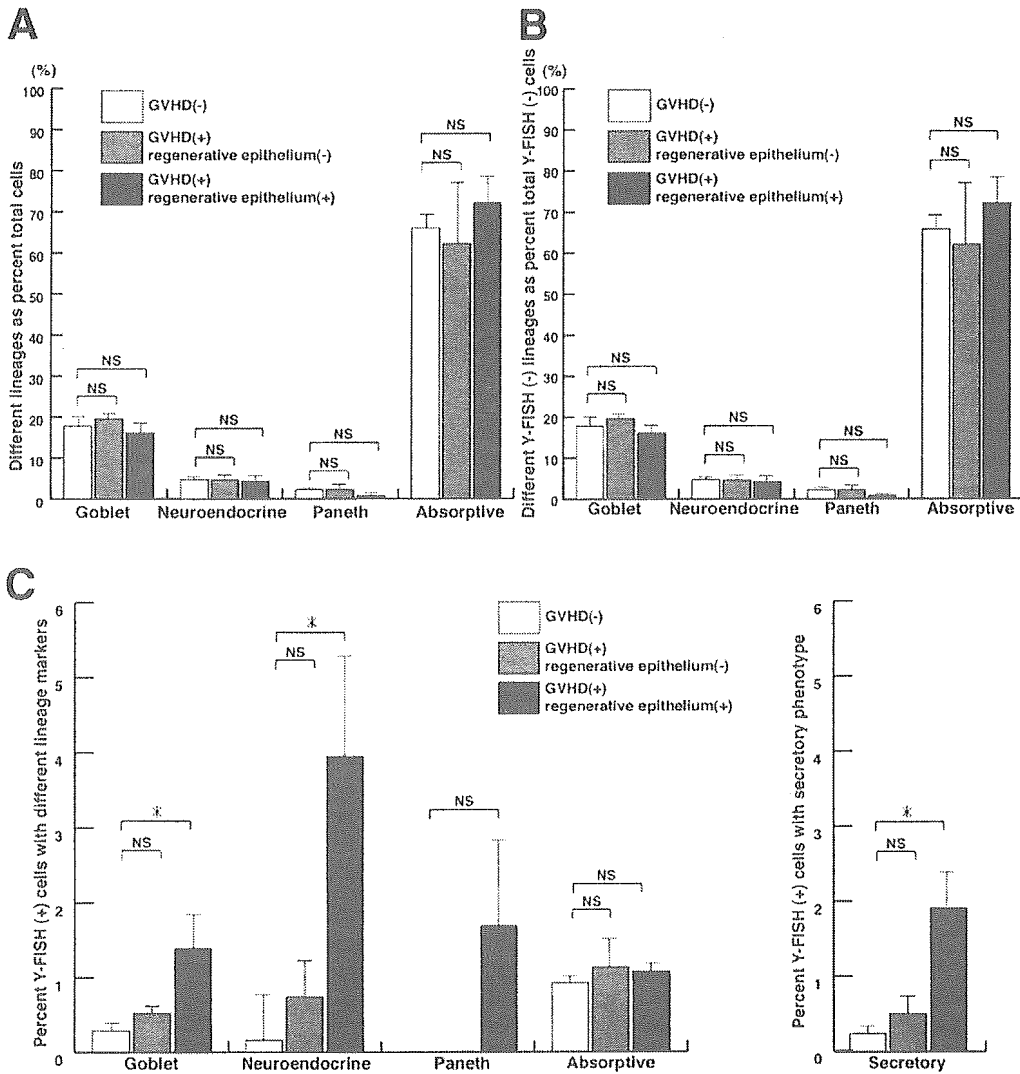 A
(%)
Different lineages as percent total cells
100
90
80
70
60
50
40
30
20
10
0
GVHD(-)
GVHD(+)
regenerative epithelium(-)
GVHD(+)
regenerative epithelium(+)
NS
NS
NS
NS
NS
NS
NS
NS
Goblet Neuroendocrine Paneth Absorptive
B
(%)
Different Y-FISH (-) lineages as percent total Y-FISH (-) cells
100
90
80
70
60
50
40
30
20
10
0
GVHD(-)
GVHD(+)
regenerative epithelium(-)
GVHD(+)
regenerative epithelium(+)
NS
NS
NS
NS
NS
NS
NS
NS
Goblet Neuroendocrine Paneth Absorptive
C
Percent Y-FISH (+) cells with different lineage markers
6
5
4
3
2
1
0
GVHD(-)
GVHD(+)
regenerative epithelium(-)
GVHD(+)
regenerative epithelium(+)
*
NS
*
NS
NS
NS
NS
Goblet Neuroendocrine Paneth Absorptive
Percent Y-FISH (+) cells with secretory phenotype
6
5
4
3
2
1
0
*
NS
Secretory